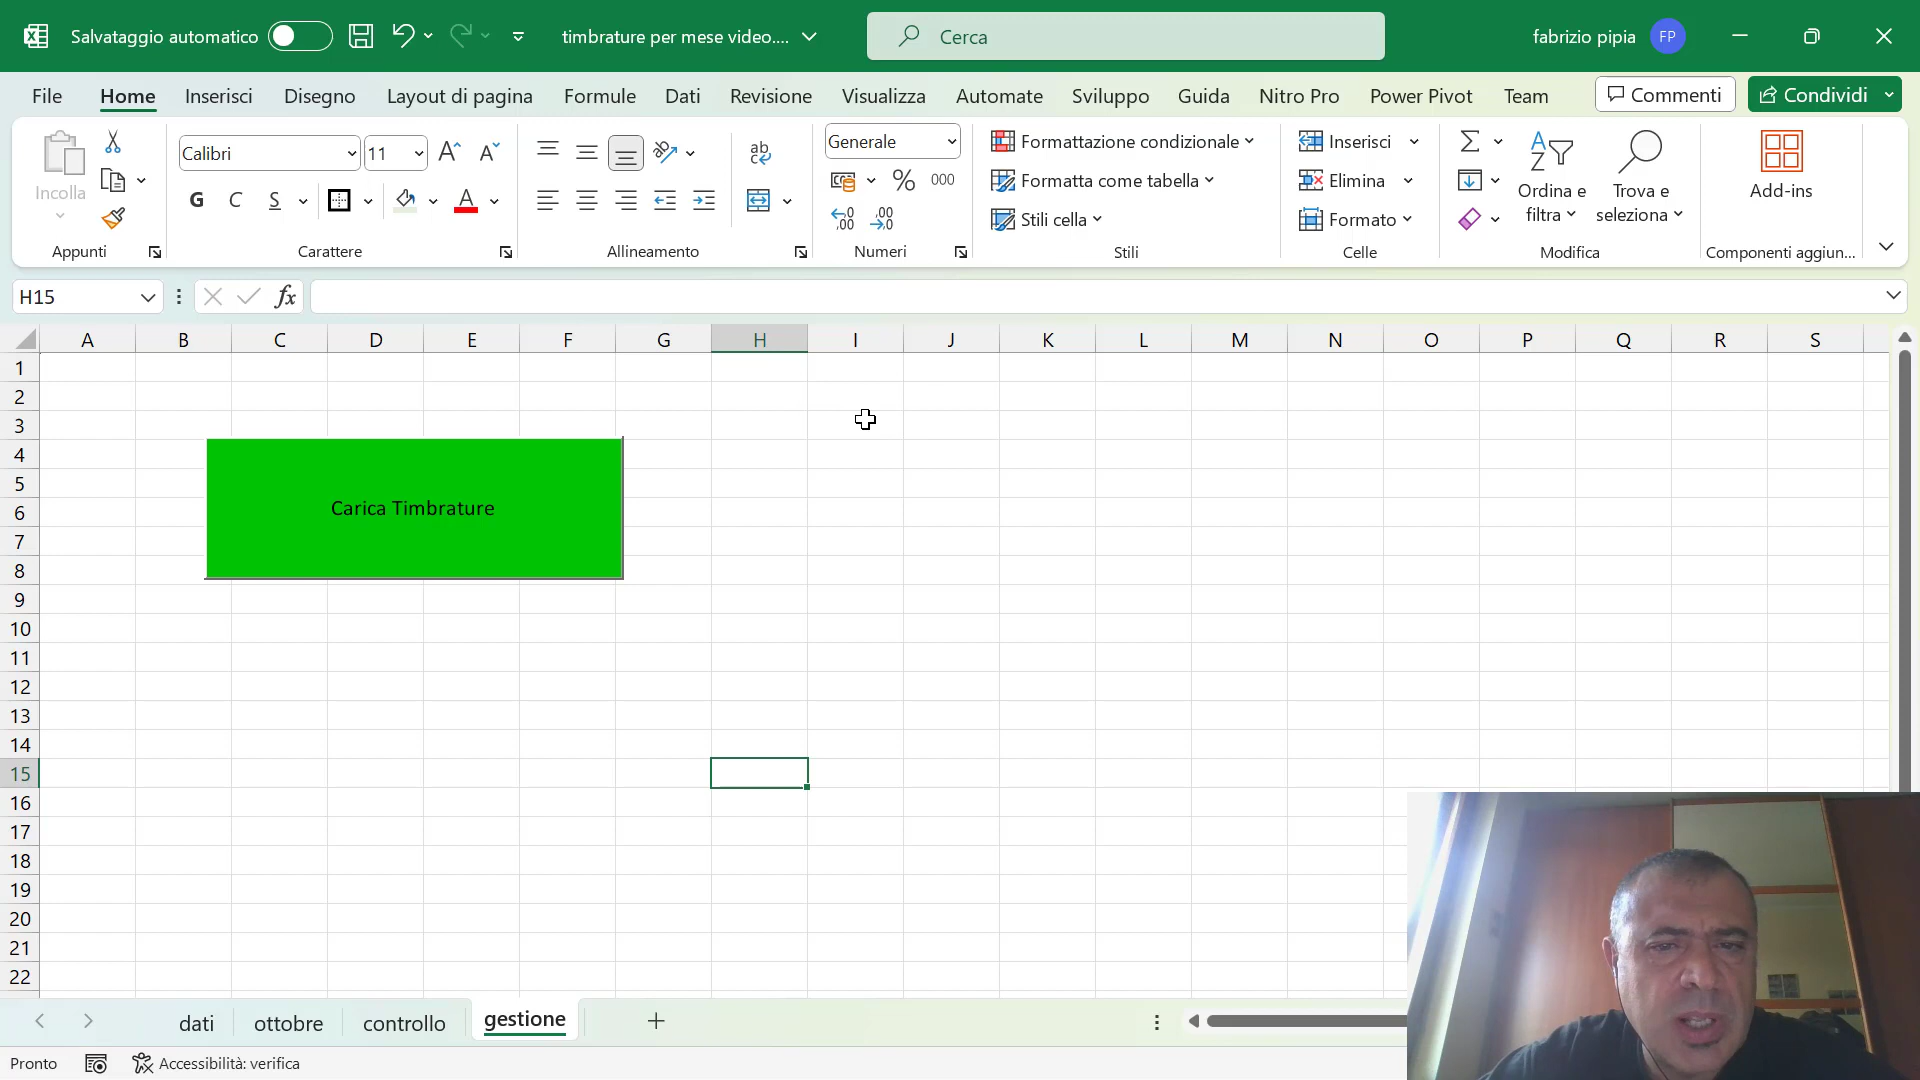 Salvataggio automatico
timbrature per mese video....
Cerca
fabrizio pipia
FP
File
Home
Inserisci
Disegno
Layout di pagina
Formule
Dati
Revisione
Visualizza
Automate
Sviluppo
Guida
Nitro Pro
Power Pivot
Team
Commenti
Condividi
Incolla
Appunti
Calibri
11
G C S
Carattere
ab
Allineamento
Generale
% 000
Numeri
Formattazione condizionale
Formatta come tabella
Stili cella
Stili
Inserisci
Elimina
Formato
Celle
Ordina e
filtra
Trova e
seleziona
Modifica
Add-ins
Componenti aggiun...
H15
fx
A B C D E F G H I J K L M N O P Q R S
1
2
3
4
5
6
7
8
9
10
11
12
13
14
15
16
17
18
19
20
21
22
Carica Timbrature
dati
ottobre
controllo
gestione
Pronto
Accessibilità: verifica